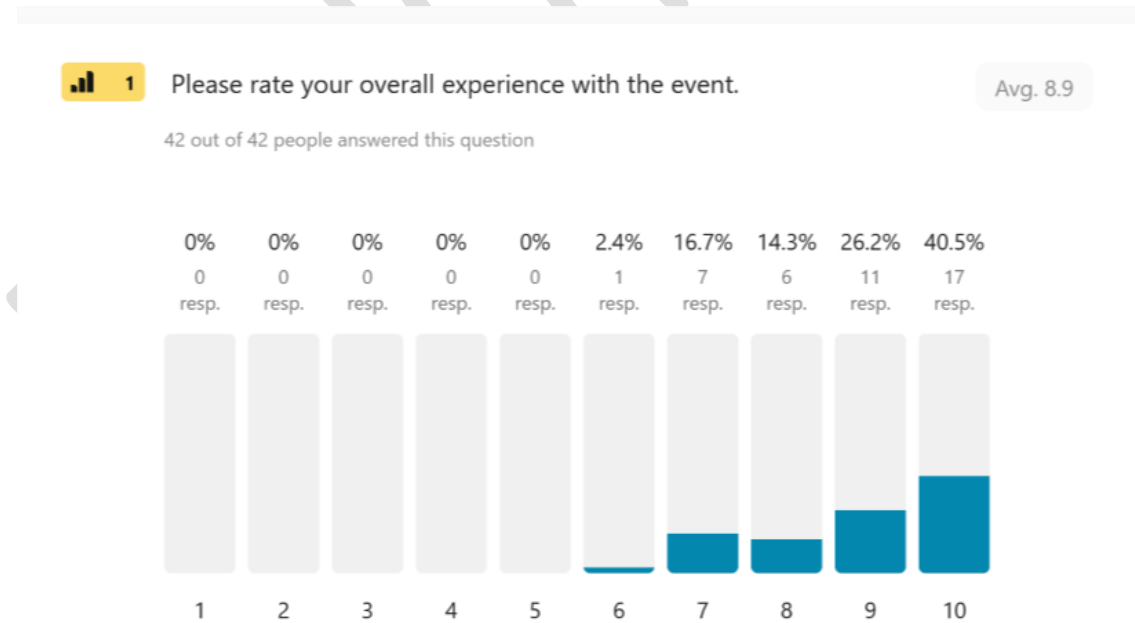 1 Please rate your overall experience with the event. Avg. 8.9
42 out of 42 people answered this question
0% 0% 0% 0% 0% 2.4% 16.7% 14.3% 26.2% 40.5%
0 0 0 0 0 1 7 6 11 17
resp. resp. resp. resp. resp. resp. resp. resp. resp. resp.
1 2 3 4 5 6 7 8 9 10